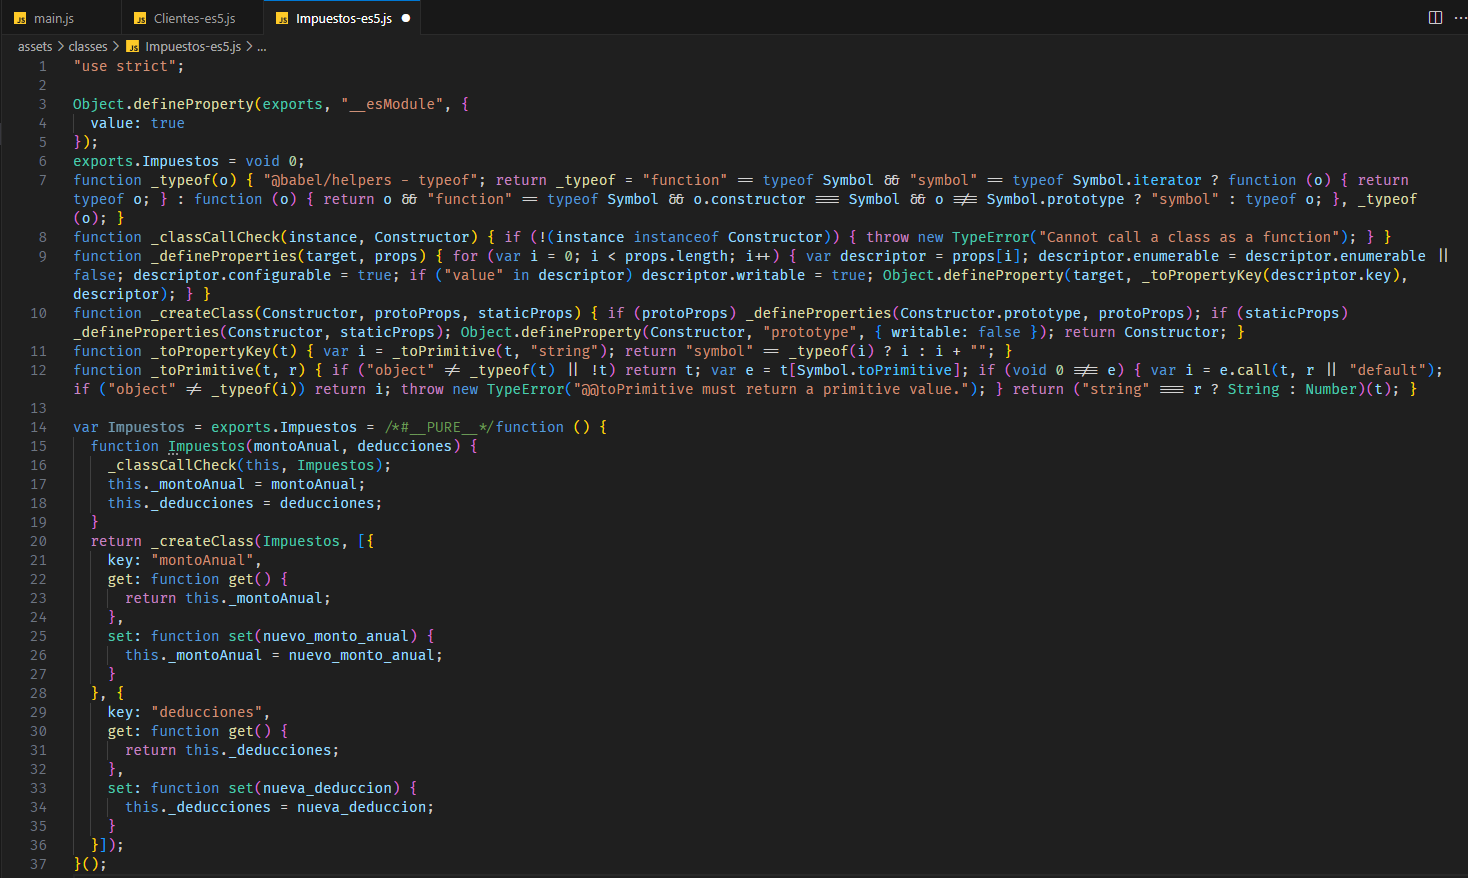 JS main.js JS Clientes-es5.js JS Impuestos-es5.js ●
assets > classes > JS Impuestos-es5.js > ...
1 "use strict";
2
3 Object.defineProperty(exports, "__esModule", {
4 value: true
5 });
6 exports.Impuestos = void 0;
7 function _typeof(o) { "@babel/helpers - typeof"; return _typeof = "function" == typeof Symbol && "symbol" == typeof Symbol.iterator ? function (o) { return
typeof o; } : function (o) { return o && "function" == typeof Symbol && o.constructor === Symbol && o !== Symbol.prototype ? "symbol" : typeof o; }, _typeof
(o); }
8 function _classCallCheck(instance, Constructor) { if (!(instance instanceof Constructor)) { throw new TypeError("Cannot call a class as a function"); } }
9 function _defineProperties(target, props) { for (var i = 0; i < props.length; i++) { var descriptor = props[i]; descriptor.enumerable = descriptor.enumerable ||
false; descriptor.configurable = true; if ("value" in descriptor) descriptor.writable = true; Object.defineProperty(target, _toPropertyKey(descriptor.key),
descriptor); } }
10 function _createClass(Constructor, protoProps, staticProps) { if (protoProps) _defineProperties(Constructor.prototype, protoProps); if (staticProps)
_defineProperties(Constructor, staticProps); Object.defineProperty(Constructor, "prototype", { writable: false }); return Constructor; }
11 function _toPropertyKey(t) { var i = _toPrimitive(t, "string"); return "symbol" == _typeof(i) ? i : i + ""; }
12 function _toPrimitive(t, r) { if ("object" != _typeof(t) || !t) return t; var e = t[Symbol.toPrimitive]; if (void 0 !== e) { var i = e.call(t, r || "default");
if ("object" != _typeof(i)) return i; throw new TypeError("@@toPrimitive must return a primitive value."); } return ("string" === r ? String : Number)(t); }
13
14 var Impuestos = exports.Impuestos = /*#__PURE__*/function () {
15 function Impuestos(montoAnual, deducciones) {
16 _classCallCheck(this, Impuestos);
17 this._montoAnual = montoAnual;
18 this._deducciones = deducciones;
19 }
20 return _createClass(Impuestos, [{
21 key: "montoAnual",
22 get: function get() {
23 return this._montoAnual;
24 },
25 set: function set(nuevo_monto_anual) {
26 this._montoAnual = nuevo_monto_anual;
27 }
28 }, {
29 key: "deducciones",
30 get: function get() {
31 return this._deducciones;
32 },
33 set: function set(nueva_deduccion) {
34 this._deducciones = nueva_deduccion;
35 }
36 }]);
37 }();